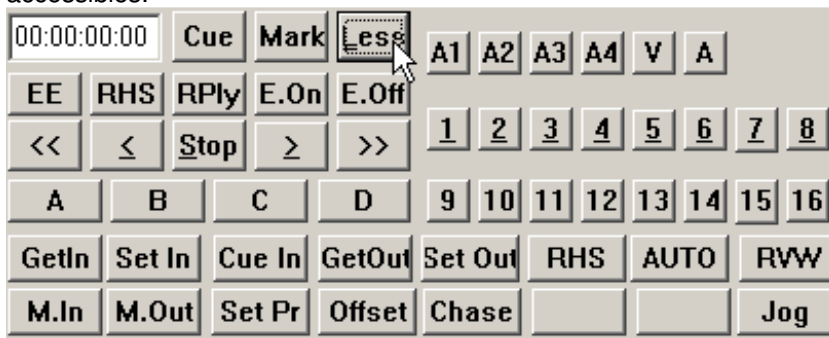 accessibles.
00:00:00:00 Cue Mark Less A1 A2 A3 A4 V A
EE RHS RPly E.On E.Off
<< < Stop > >> 1 2 3 4 5 6 7 8
A B C D 9 10 11 12 13 14 15 16
GetIn Set In Cue In GetOut Set Out RHS AUTO RVW
M.In M.Out Set Pr Offset Chase Jog